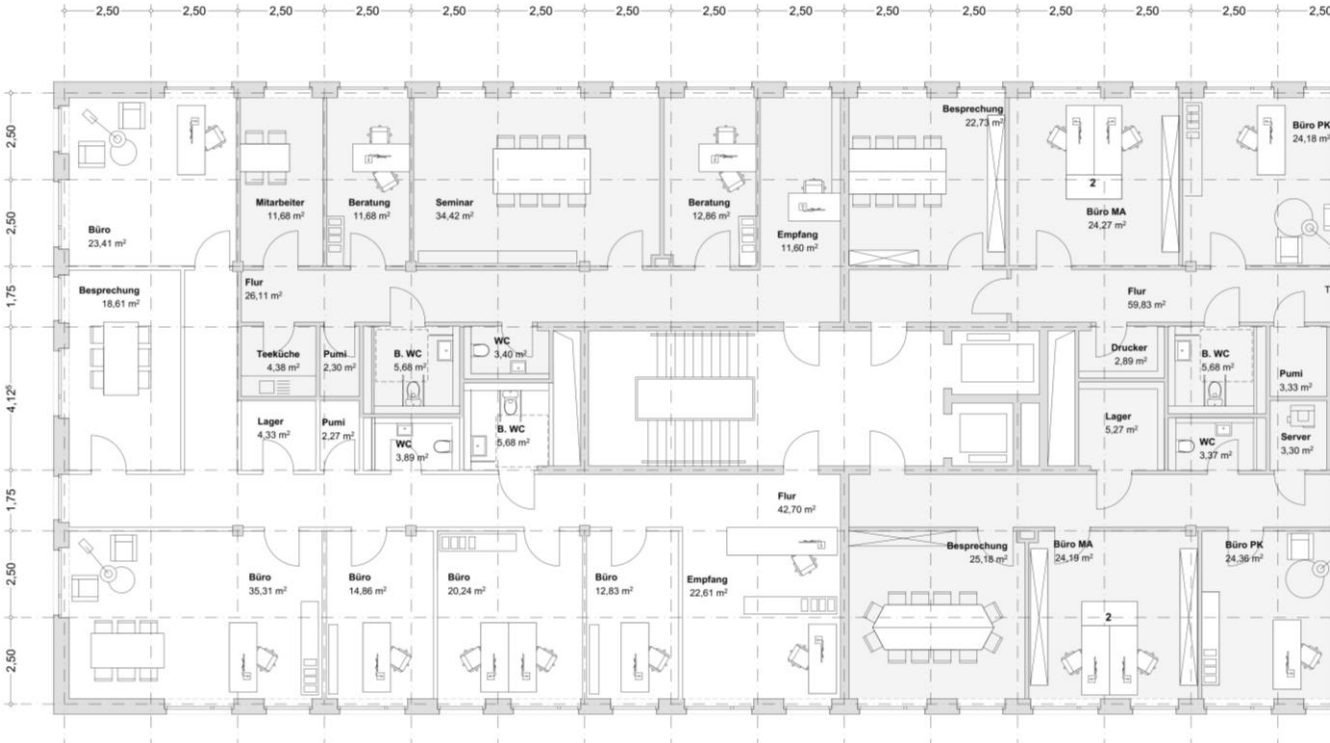 2,50 2,50 2,50 2,50 2,50 2,50 2,50 2,50 2,50 2,50 2,50 2,50 2,50 2,50 2,50
2,50
2,50
1,75
4,12⁵
1,75
2,50
2,50
Büro
23,41 m²
Mitarbeiter
11,68 m²
Beratung
11,68 m²
Seminar
34,42 m²
Beratung
12,86 m²
Empfang
11,60 m²
Besprechung
22,73 m²
2
Büro MA
24,27 m²
Büro PK
24,18 m²
Besprechung
18,61 m²
Flur
26,11 m²
Flur
59,83 m²
T
Teeküche
4,38 m²
Pumi
2,30 m²
B. WC
5,68 m²
WC
3,40 m²
Drucker
2,89 m²
B. WC
5,68 m²
Pumi
3,33 m²
Lager
4,33 m²
Pumi
2,27 m²
WC
3,89 m²
B. WC
5,68 m²
Lager
5,27 m²
WC
3,37 m²
Server
3,30 m²
Flur
42,70 m²
Büro
35,31 m²
Büro
14,86 m²
Büro
20,24 m²
Büro
12,83 m²
Empfang
22,61 m²
Besprechung
25,18 m²
Büro MA
24,19 m²
2
Büro PK
24,36 m²